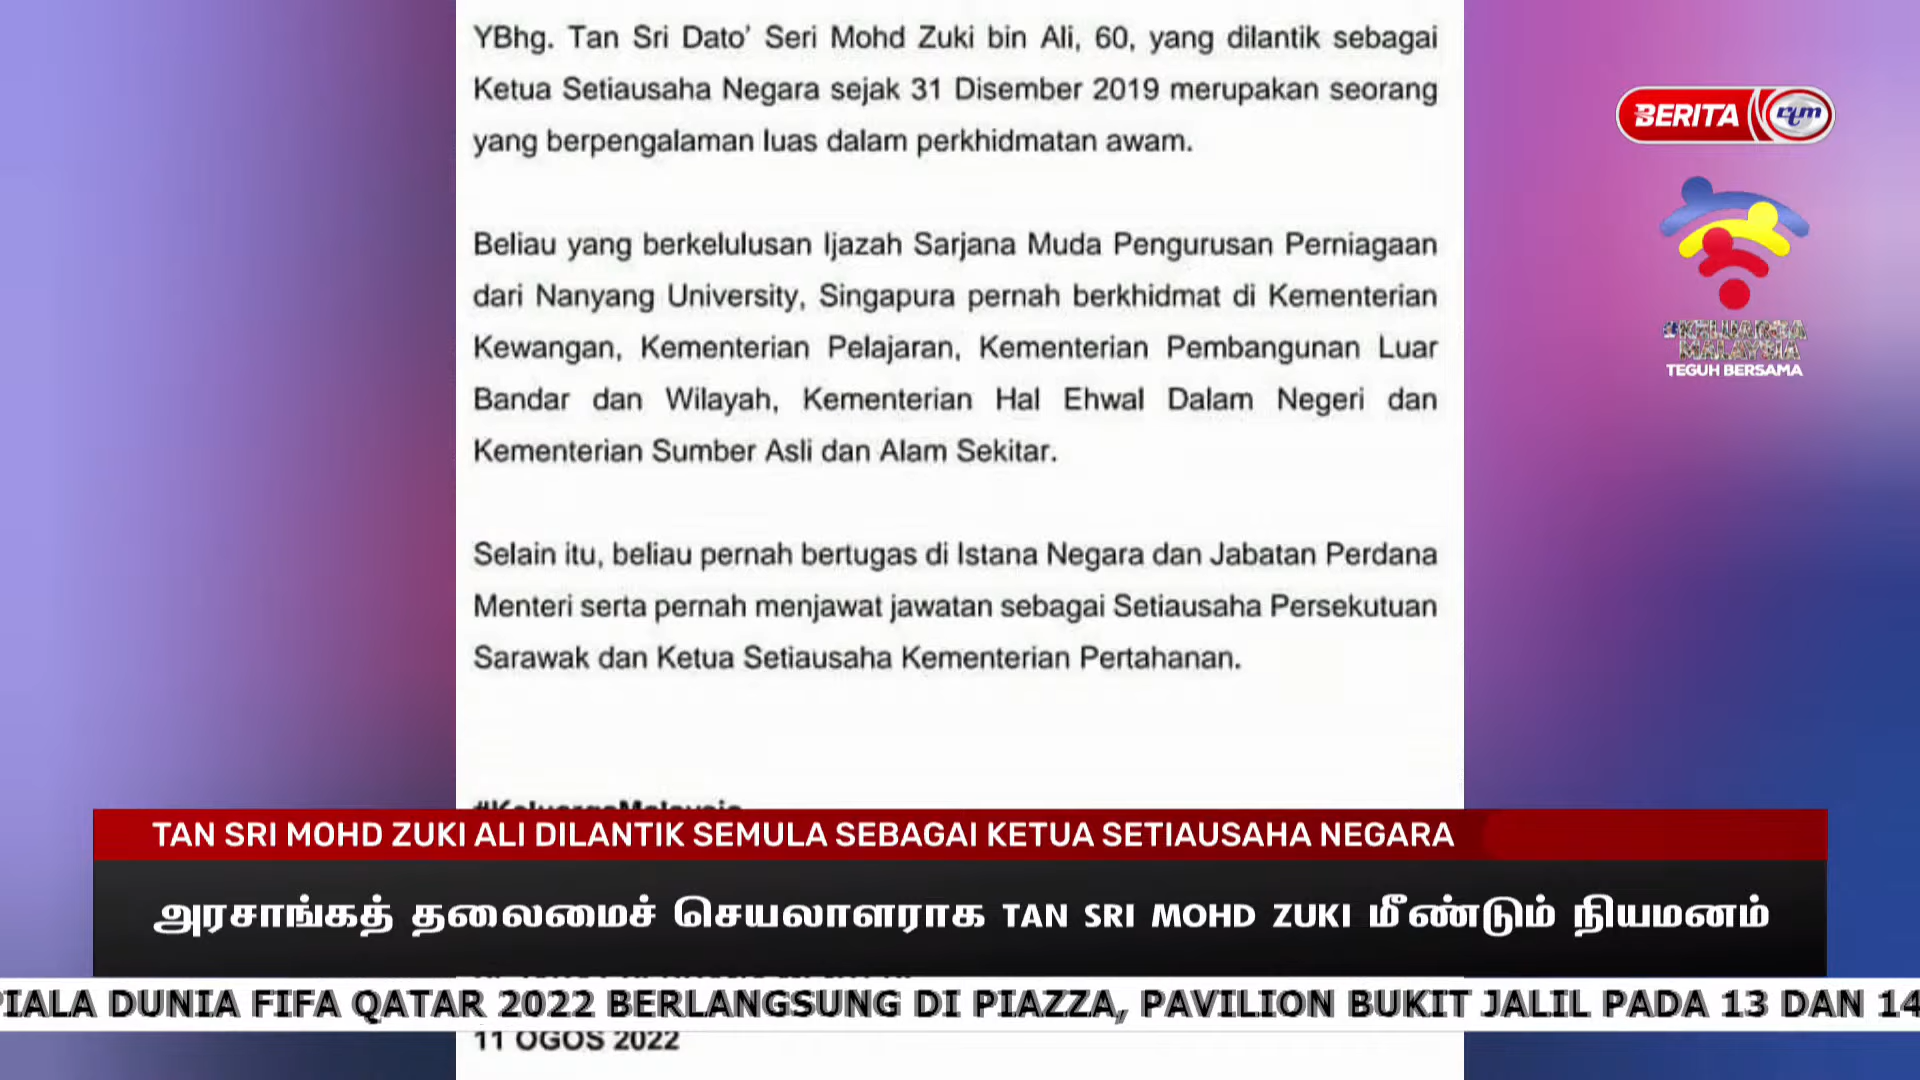 YBhg. Tan Sri Dato’ Seri Mohd Zuki bin Ali, 60, yang dilantik sebagai
Ketua Setiausaha Negara sejak 31 Disember 2019 merupakan seorang
yang berpengalaman luas dalam perkhidmatan awam.
Beliau yang berkelulusan Ijazah Sarjana Muda Pengurusan Perniagaan
dari Nanyang University, Singapura pernah berkhidmat di Kementerian
Kewangan, Kementerian Pelajaran, Kementerian Pembangunan Luar
Bandar dan Wilayah, Kementerian Hal Ehwal Dalam Negeri dan
Kementerian Sumber Asli dan Alam Sekitar.
Selain itu, beliau pernah bertugas di Istana Negara dan Jabatan Perdana
Menteri serta pernah menjawat jawatan sebagai Setiausaha Persekutuan
Sarawak dan Ketua Setiausaha Kementerian Pertahanan.
BERITA rtm
#KELUARGA
MALAYSIA
TEGUH BERSAMA
#KeluargaMalaysia
TAN SRI MOHD ZUKI ALI DILANTIK SEMULA SEBAGAI KETUA SETIAUSAHA NEGARA
அரசாங்கத் தலைமைச் செயலாளராக TAN SRI MOHD ZUKI மீண்டும் நியமனம்
PIALA DUNIA FIFA QATAR 2022 BERLANGSUNG DI PIAZZA, PAVILION BUKIT JALIL PADA 13 DAN 14
11 OGOS 2022